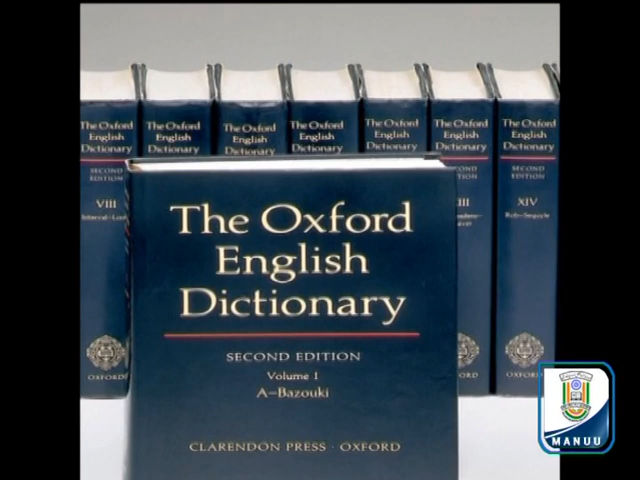 The Oxford
English
Dictionary
SECOND
EDITION
VIII
The Oxford
English
Dictionary
The Oxford
English
Dictionary
The Oxford
English
Dictionary
The Oxford
English
Dictionary
The Oxford
English
Dictionary
The Oxford
English
Dictionary
SECOND
EDITION
XIV
Rob–Sequyle
OXFORD
OXFORD
The Oxford
English
Dictionary
SECOND EDITION
Volume 1
A–Bazouki
CLARENDON PRESS · OXFORD
MANUU